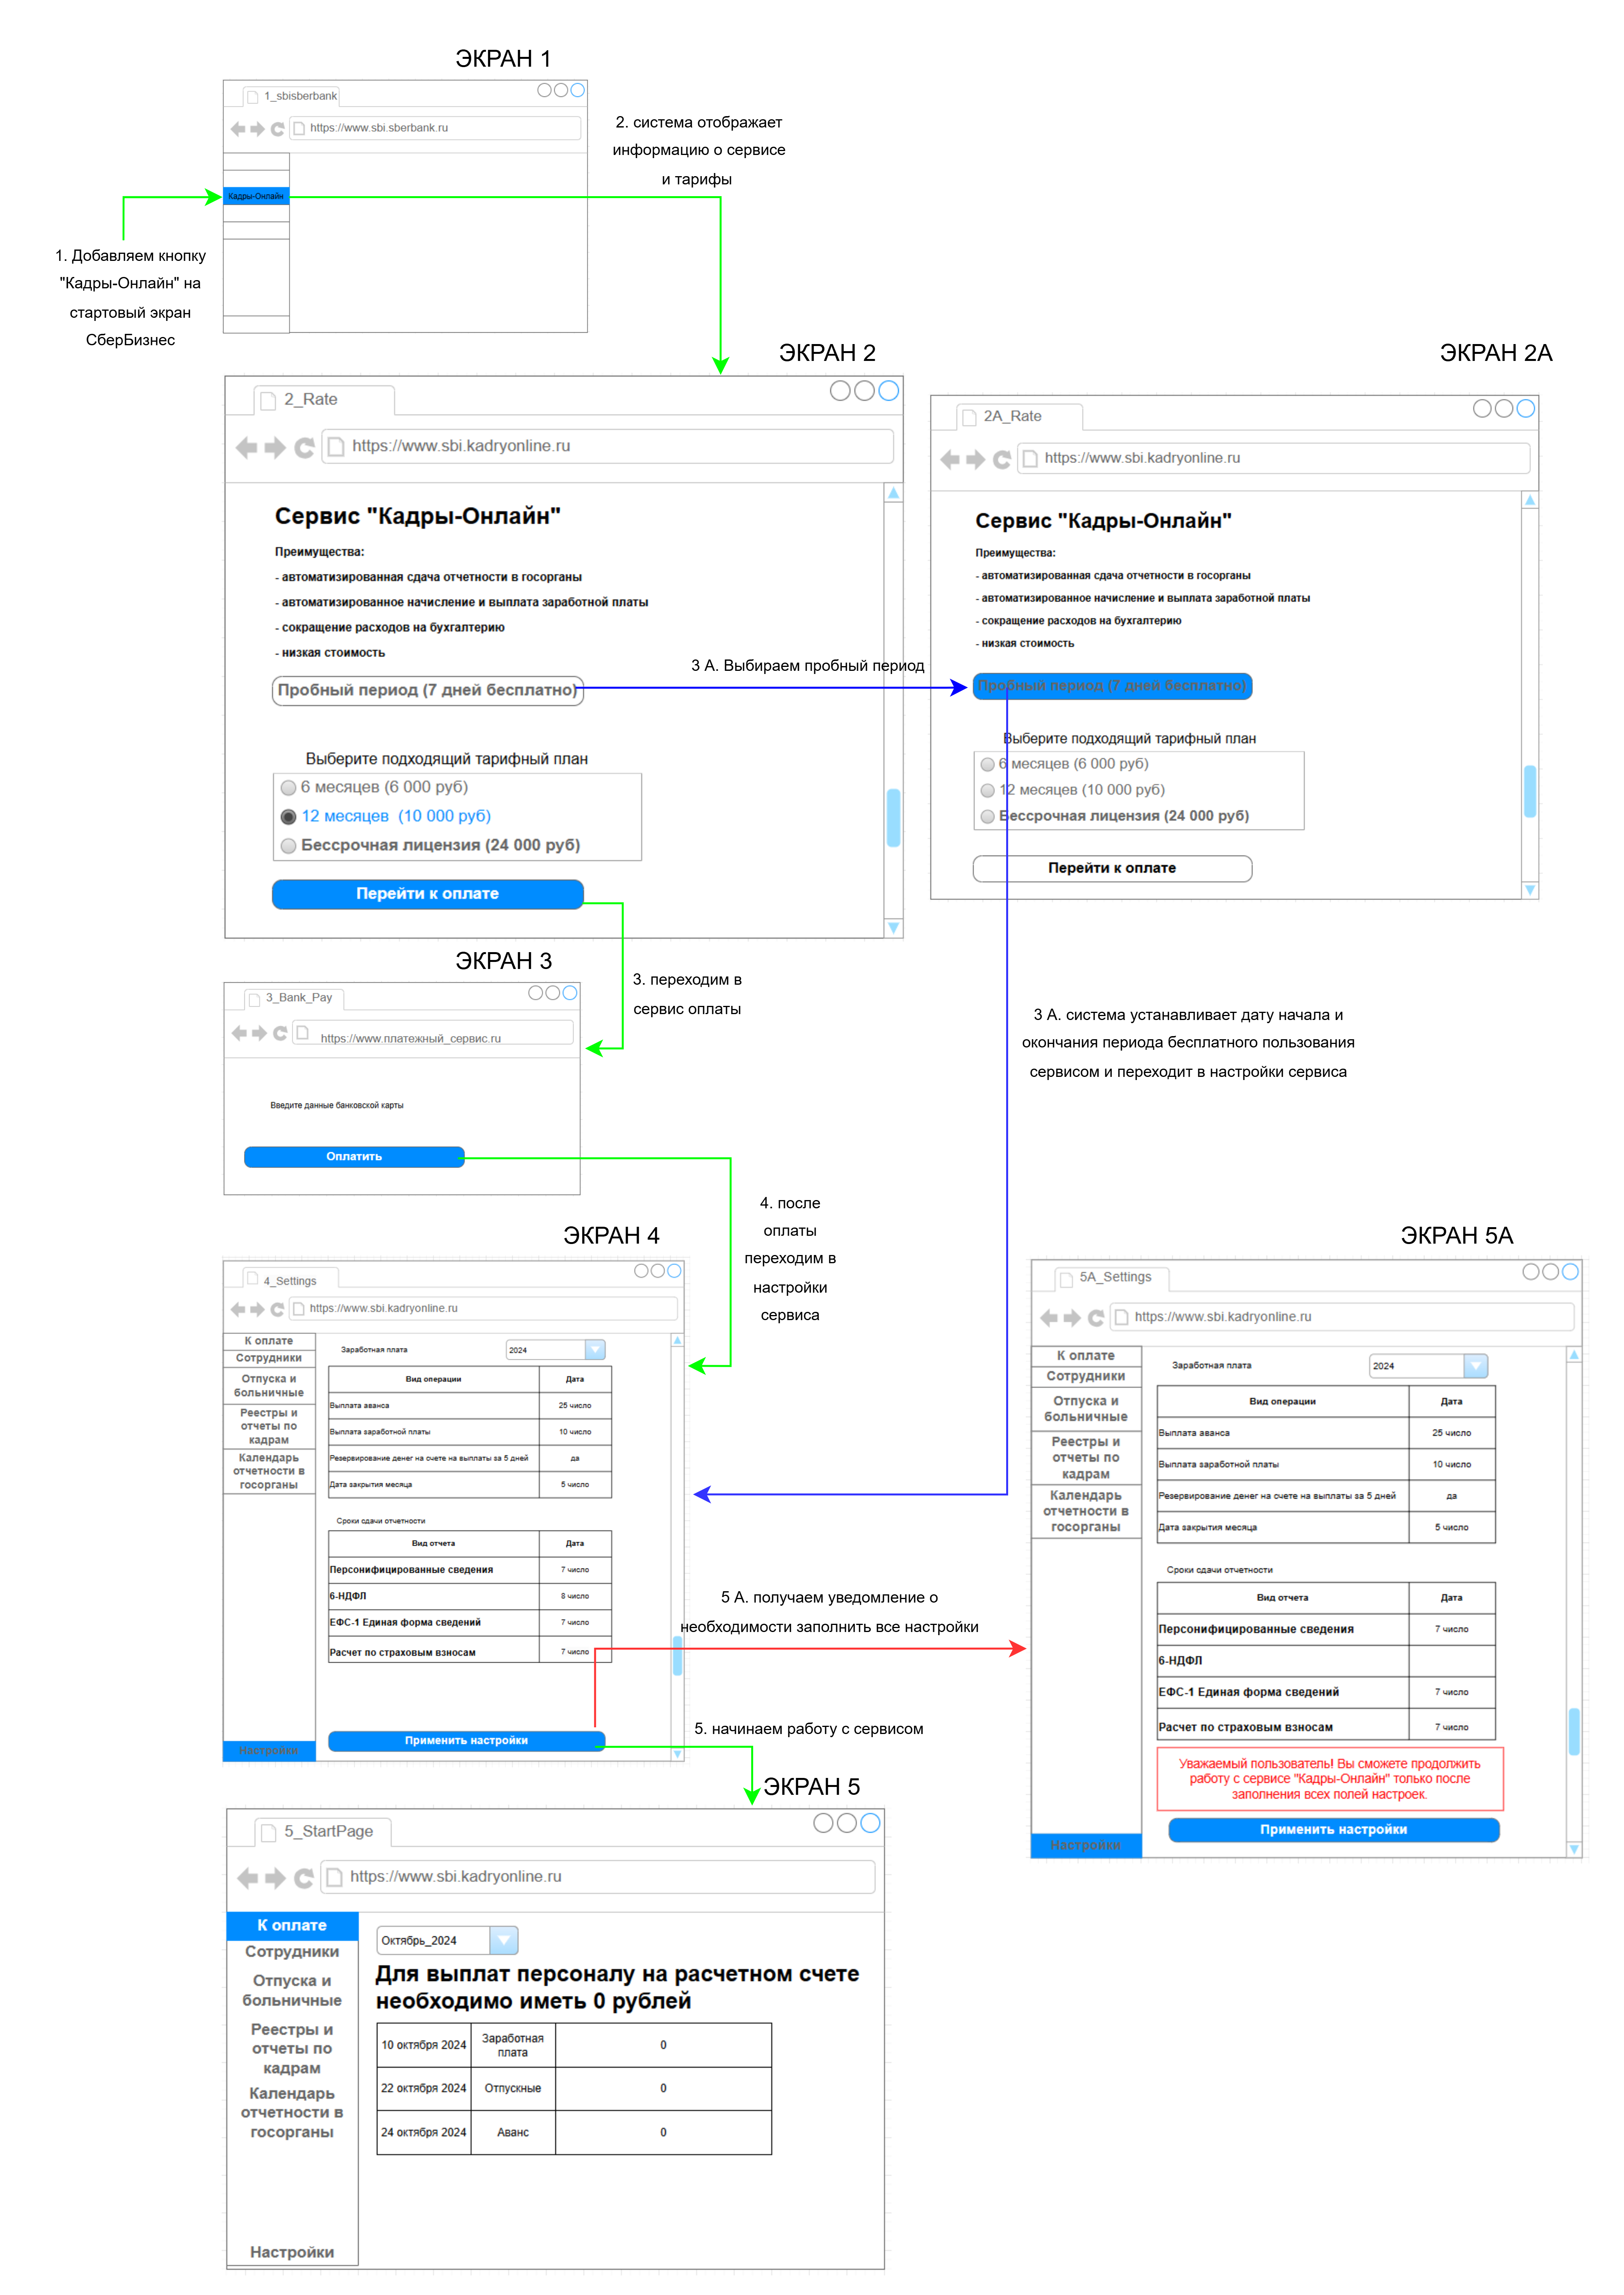 ЭКРАН 1
1_sbisberbank
https://www.sbi.sberbank.ru
Кадры-Онлайн
2. система отображает
информацию о сервисе
и тарифы
1. Добавляем кнопку
"Кадры-Онлайн" на
стартовый экран
СберБизнес
ЭКРАН 2
2_Rate
https://www.sbi.kadryonline.ru
Сервис "Кадры-Онлайн"
Преимущества:
- автоматизированная сдача отчетности в госорганы
- автоматизированное начисление и выплата заработной платы
- сокращение расходов на бухгалтерию
- низкая стоимость
Пробный период (7 дней бесплатно)
Выберите подходящий тарифный план
6 месяцев (6 000 руб)
12 месяцев (10 000 руб)
Бессрочная лицензия (24 000 руб)
Перейти к оплате
3 А. Выбираем пробный период
ЭКРАН 2А
2A_Rate
https://www.sbi.kadryonline.ru
Сервис "Кадры-Онлайн"
Преимущества:
- автоматизированная сдача отчетности в госорганы
- автоматизированное начисление и выплата заработной платы
- сокращение расходов на бухгалтерию
- низкая стоимость
Пробный период (7 дней бесплатно)
Выберите подходящий тарифный план
6 месяцев (6 000 руб)
12 месяцев (10 000 руб)
Бессрочная лицензия (24 000 руб)
Перейти к оплате
ЭКРАН 3
3_Bank_Pay
https://www.платежный_сервис.ru
Введите данные банковской карты
Оплатить
3. переходим в
сервис оплаты
3 А. система устанавливает дату начала и
окончания периода бесплатного пользования
сервисом и переходит в настройки сервиса
4. после
оплаты
переходим в
настройки
сервиса
ЭКРАН 4
4_Settings
https://www.sbi.kadryonline.ru
К оплате
Сотрудники
Отпуска и
больничные
Реестры и
отчеты по
кадрам
Календарь
отчетности в
госорганы
Настройки
Заработная плата
2024
Вид операции Дата
Выплата аванса 25 число
Выплата заработной платы 10 число
Резервирование денег на счете на выплаты за 5 дней да
Дата закрытия месяца 5 число
Сроки сдачи отчетности
Вид отчета Дата
Персонифицированные сведения 7 число
6-НДФЛ 8 число
ЕФС-1 Единая форма сведений 7 число
Расчет по страховым взносам 7 число
Применить настройки
5 А. получаем уведомление о
необходимости заполнить все настройки
5. начинаем работу с сервисом
ЭКРАН 5А
5A_Settings
https://www.sbi.kadryonline.ru
К оплате
Сотрудники
Отпуска и
больничные
Реестры и
отчеты по
кадрам
Календарь
отчетности в
госорганы
Настройки
Заработная плата
2024
Вид операции Дата
Выплата аванса 25 число
Выплата заработной платы 10 число
Резервирование денег на счете на выплаты за 5 дней да
Дата закрытия месяца 5 число
Сроки сдачи отчетности
Вид отчета Дата
Персонифицированные сведения 7 число
6-НДФЛ
ЕФС-1 Единая форма сведений 7 число
Расчет по страховым взносам 7 число
Уважаемый пользователь! Вы сможете продолжить
работу с сервисе "Кадры-Онлайн" только после
заполнения всех полей настроек.
Применить настройки
ЭКРАН 5
5_StartPage
https://www.sbi.kadryonline.ru
К оплате
Сотрудники
Отпуска и
больничные
Реестры и
отчеты по
кадрам
Календарь
отчетности в
госорганы
Настройки
Октябрь_2024
Для выплат персоналу на расчетном счете
необходимо иметь 0 рублей
10 октября 2024 Заработная
плата 0
22 октября 2024 Отпускные 0
24 октября 2024 Аванс 0